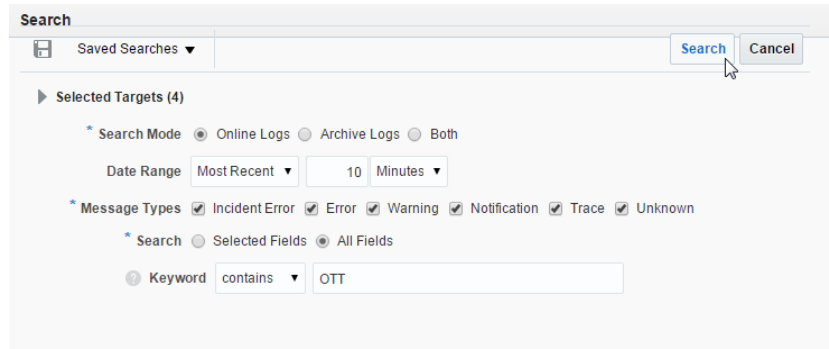 Search
Saved Searches
Search
Cancel
Selected Targets (4)
* Search Mode Online Logs Archive Logs Both
Date Range Most Recent 10 Minutes
* Message Types Incident Error Error Warning Notification Trace Unknown
* Search Selected Fields All Fields
? Keyword contains OTT